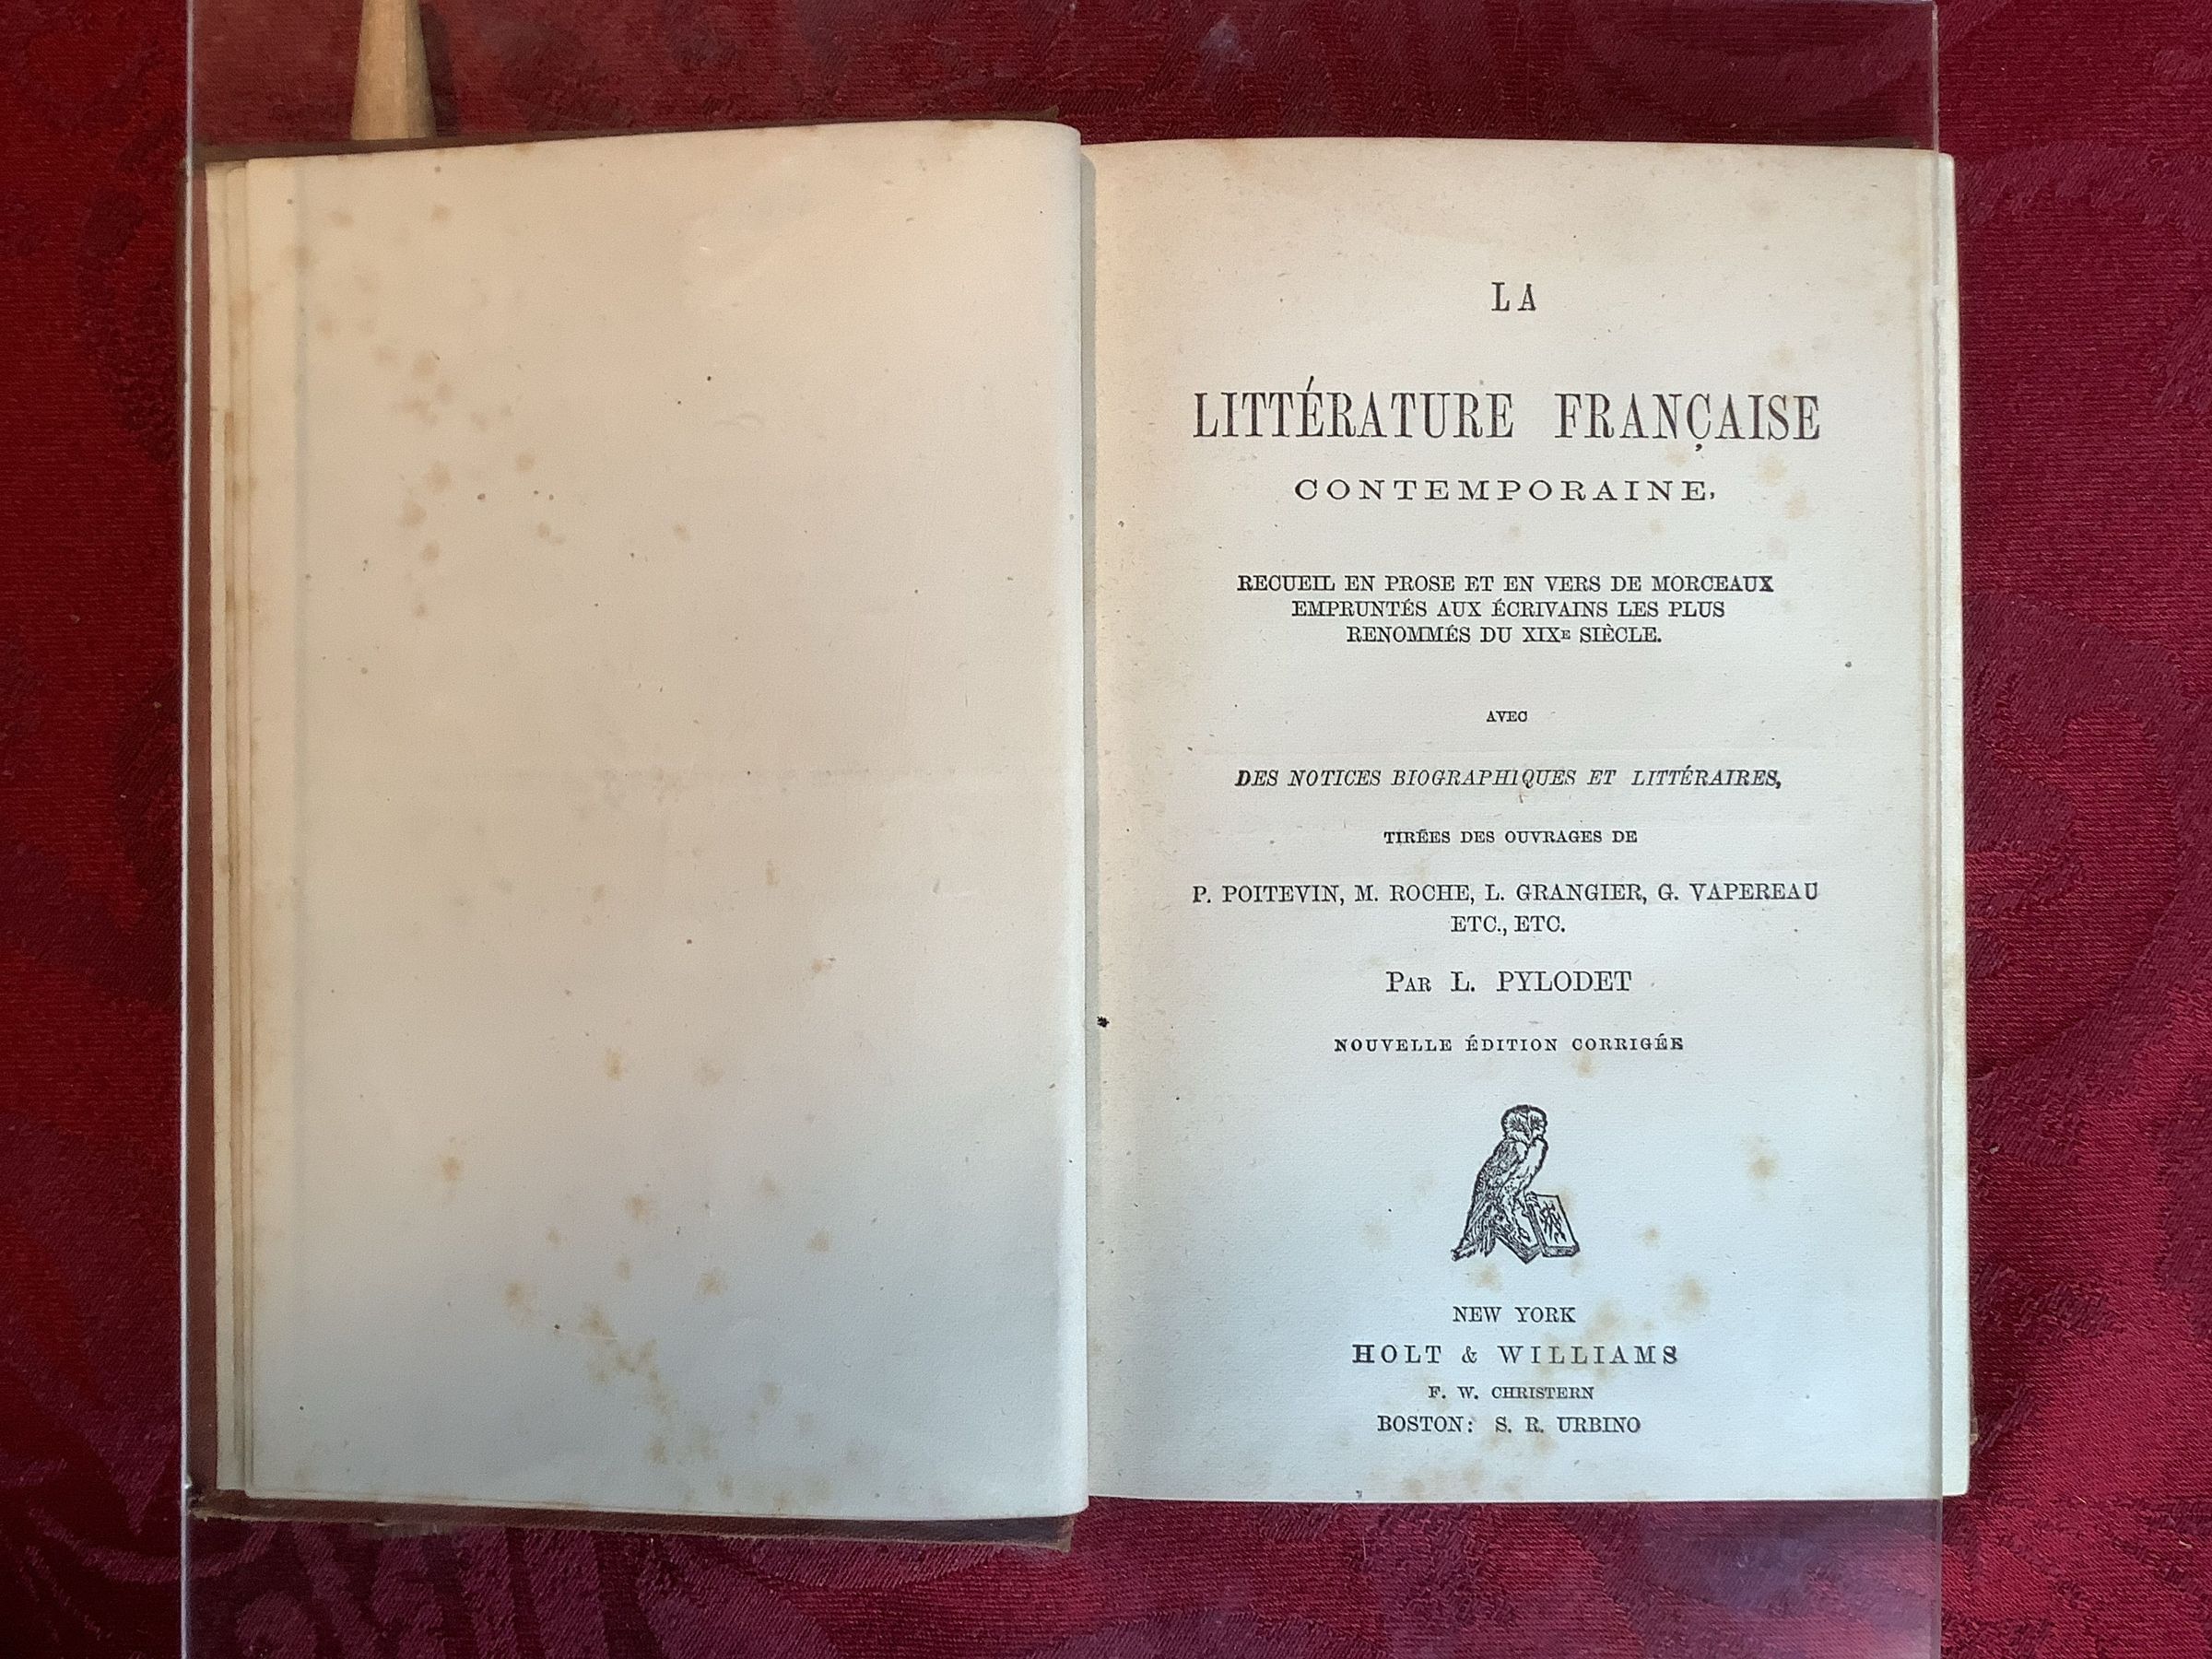 LA
LITTÉRATURE FRANÇAISE
CONTEMPORAINE,
RECUEIL EN PROSE ET EN VERS DE MORCEAUX
EMPRUNTÉS AUX ÉCRIVAINS LES PLUS
RENOMMÉS DU XIXE SIÈCLE.
AVEC
DES NOTICES BIOGRAPHIQUES ET LITTÉRAIRES,
TIRÉES DES OUVRAGES DE
P. POITEVIN, M. ROCHE, L. GRANGIER, G. VAPEREAU
ETC., ETC.
PAR L. PYLODET
NOUVELLE ÉDITION CORRIGÉE
NEW YORK
HOLT & WILLIAMS
F. W. CHRISTERN
BOSTON: S. R. URBINO